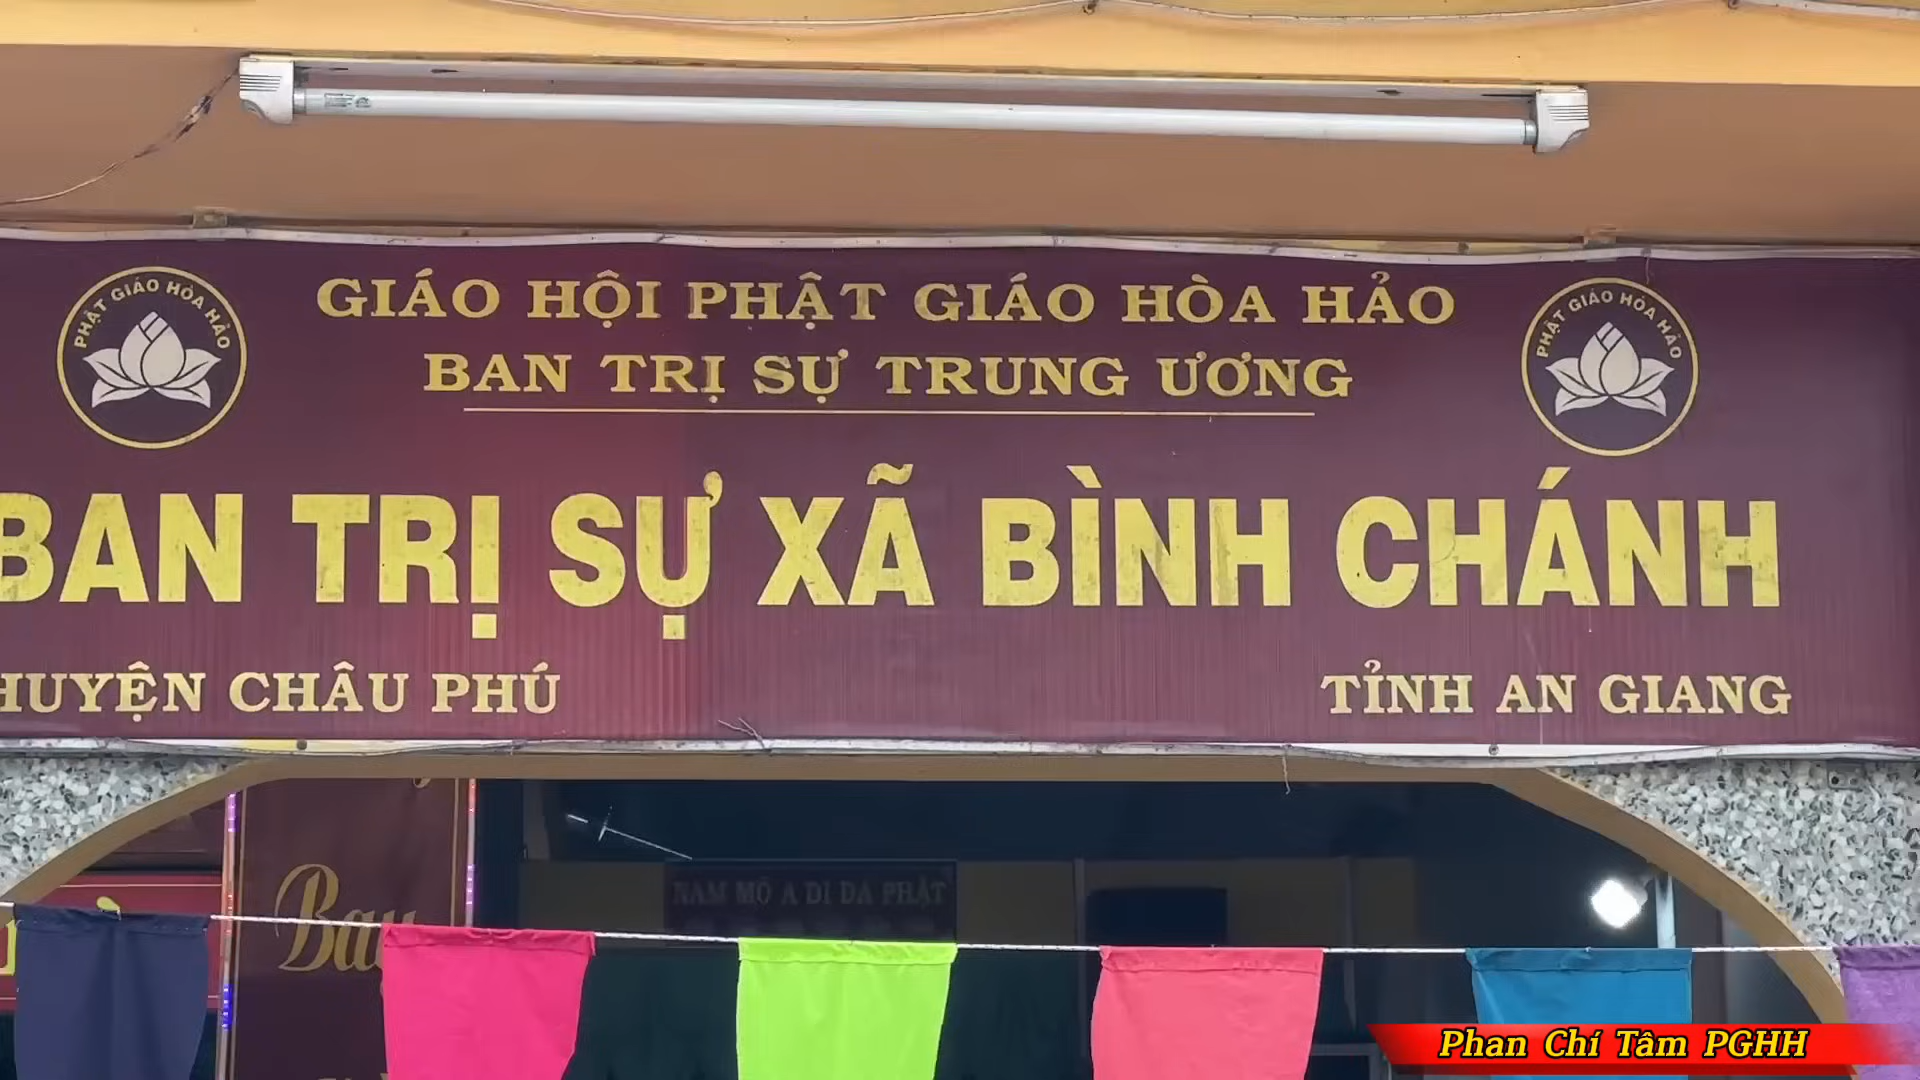 PHẬT GIÁO HÒA HẢO
GIÁO HỘI PHẬT GIÁO HÒA HẢO
PHẬT GIÁO HÒA HẢO
BAN TRỊ SỰ TRUNG ƯƠNG
BAN TRỊ SỰ XÃ BÌNH CHÁNH
HUYỆN CHÂU PHÚ
TỈNH AN GIANG
NAM MÔ A DI ĐÀ PHẬT
Phan Chí Tâm PGHH